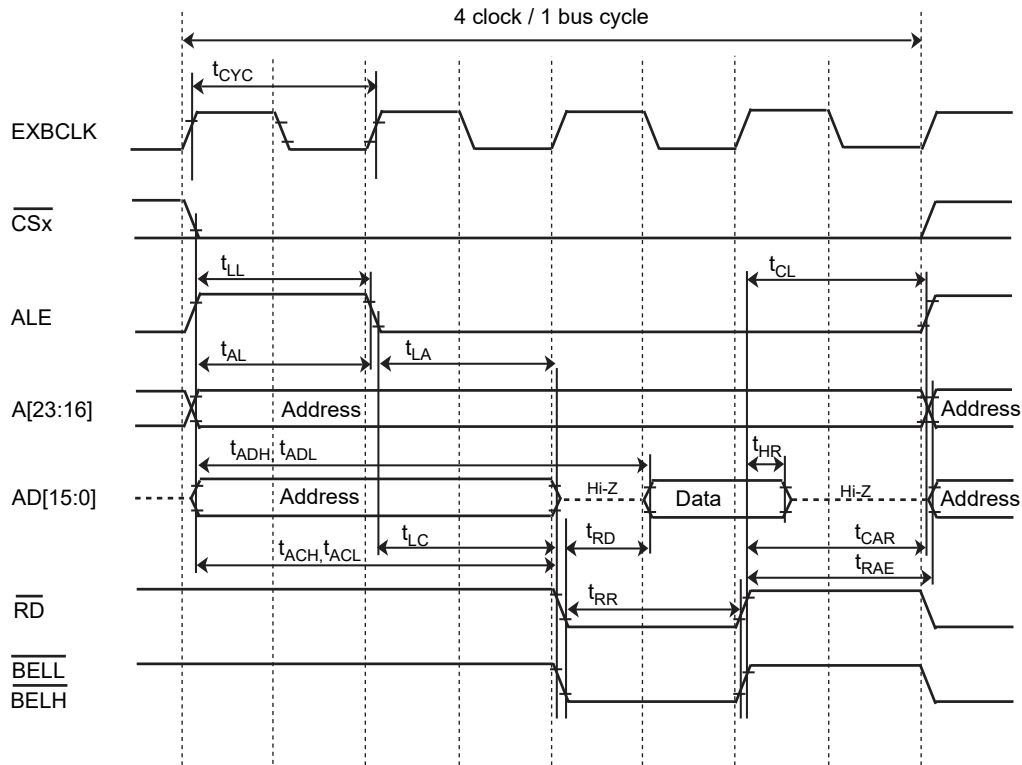 4 clock / 1 bus cycle
tCYC
EXBCLK
CSx
tLL
tCL
ALE
tAL
tLA
A[23:16]
Address
Address
tADH, tADL
tHR
AD[15:0]
Address
Hi-Z
Data
Hi-Z
Address
tLC
tRD
tCAR
tACH,tACL
tRAE
RD
tRR
BELL
BELH